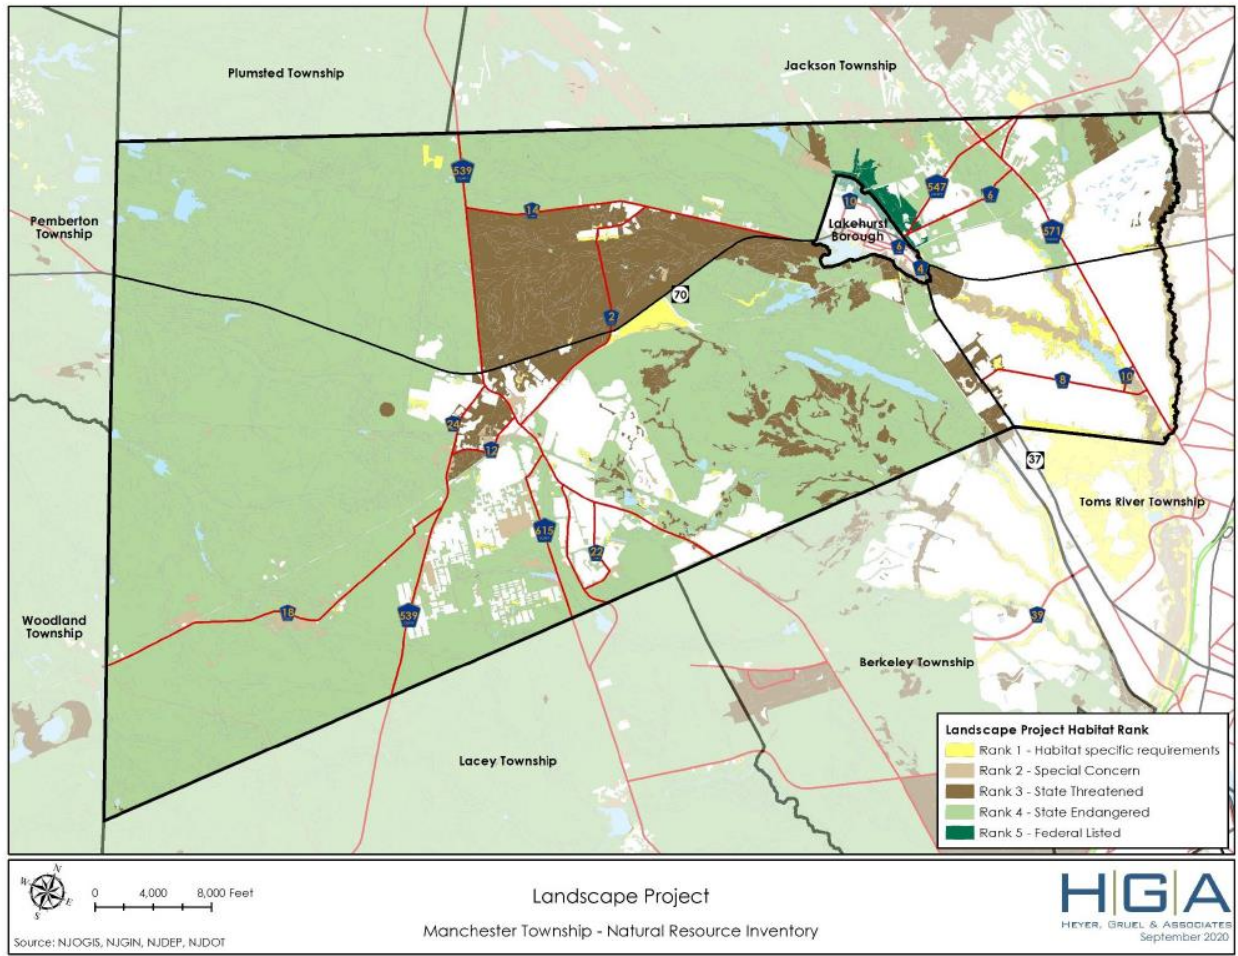 Plumsted Township
Jackson Township
Pemberton
Township
539
14
10
547
6
571
Lakehurst
Borough
6
4
70
2
8
10
24
12
37
Toms River Township
615
22
18
539
39
Woodland
Township
Berkeley Township
Lacey Township
Landscape Project Habitat Rank
Rank 1 - Habitat specific requirements
Rank 2 - Special Concern
Rank 3 - State Threatened
Rank 4 - State Endangered
Rank 5 - Federal Listed
N
W
E
S
0 4,000 8,000 Feet
Source: NJOGIS, NJGIN, NJDEP, NJDOT
Landscape Project
Manchester Township - Natural Resource Inventory
H|G|A
HEYER, GRUEL & ASSOCIATES
September 2020